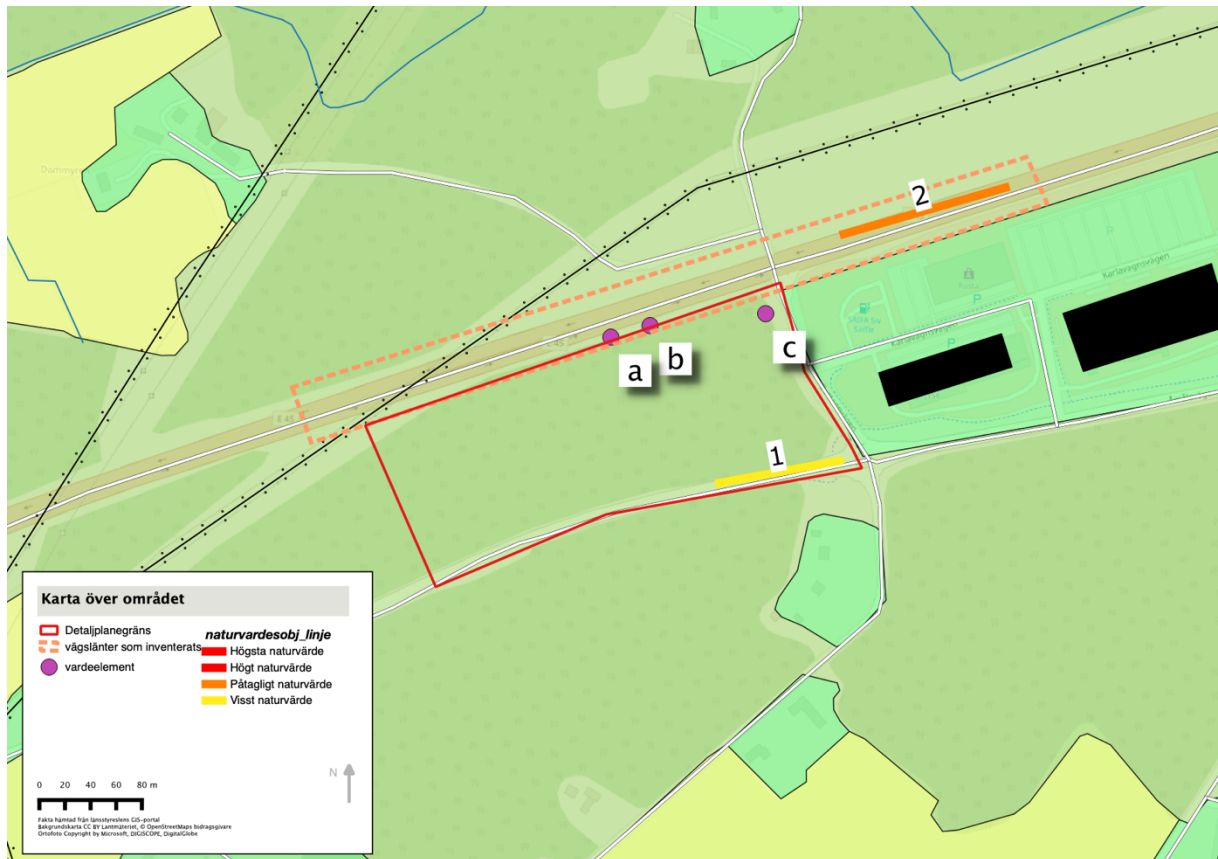 2
Karlavagnsvägen
P
P
E 45
E 45
a
b
c
1
Karta över området
Detaljplanegräns
vägslänter som inventerats
vardeelement
naturvardesobj_linje
Högsta naturvärde
Högt naturvärde
Påtagligt naturvärde
Visst naturvärde
N
0 20 40 60 80 m
Fakta hämtad från länsstyrelsens GIS-portal
Bakgrundskarta CC BY Lantmäteriet, © OpenStreetMaps bidragsgivare
Ortofoto Copyright by Microsoft, DIGISCOPE, DigitalGlobe